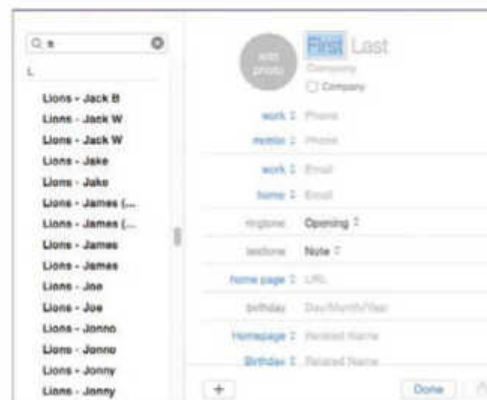 s
L
Lions - Jack B
Lions - Jack W
Lions - Jack W
Lions - Jake
Lions - Jake
Lions - James (...
Lions - James (...
Lions - James
Lions - James
Lions - Joe
Lions - Joe
Lions - Jonno
Lions - Jonno
Lions - Jonny
Lions - Jonny
add
photo
First Last
Company
Company
work Phone
mobile Phone
work Email
home Email
ringtone Opening
texttone Note
home page URL
birthday Day/Month/Year
Homepage Related Name
Birthday Related Name
+
Done